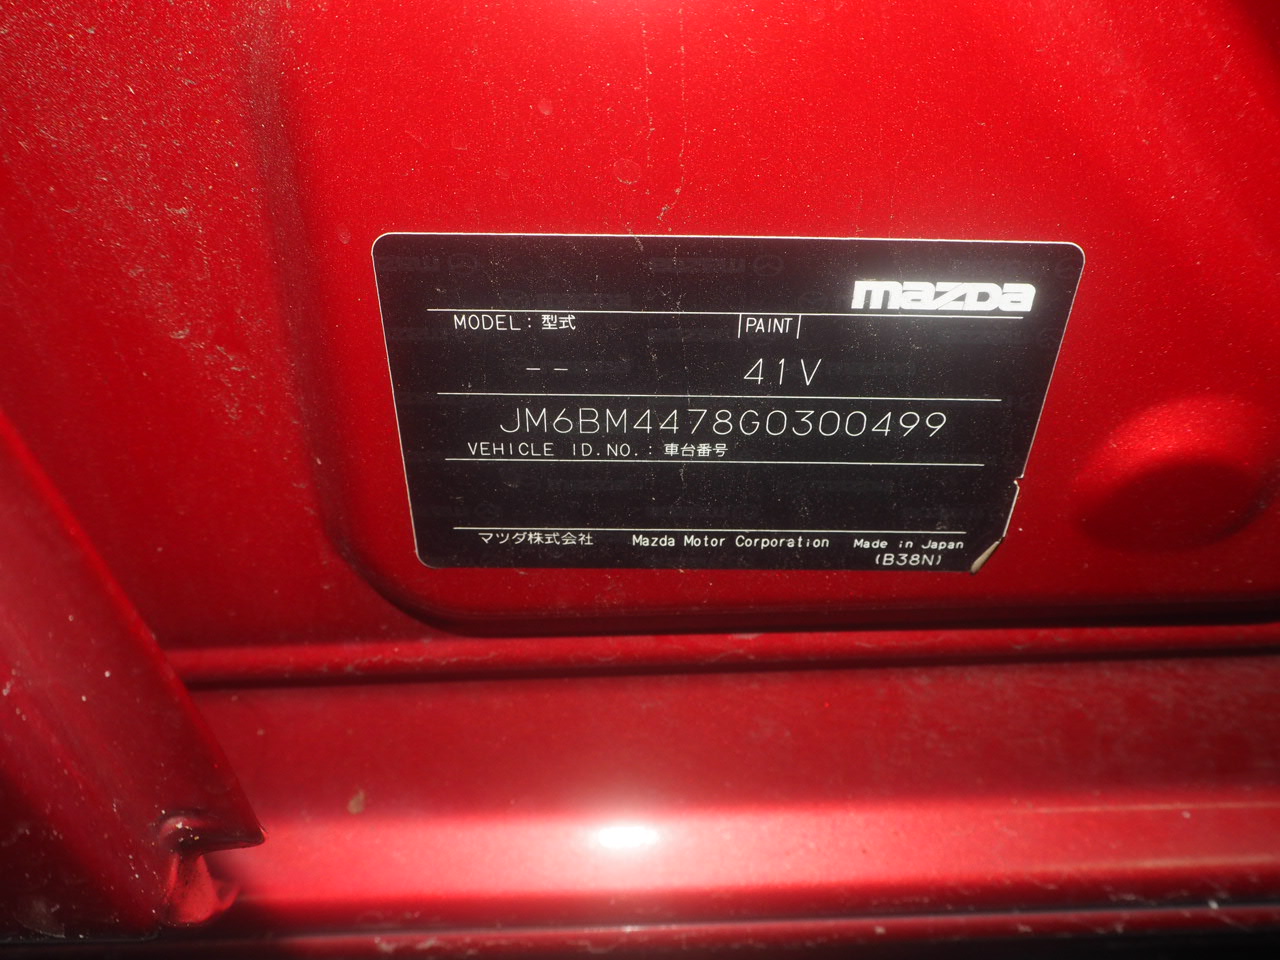 mazda
MODEL : 型式 PAINT
-- 41V
JM6BM4478G0300499
VEHICLE ID.NO. : 車台番号
マツダ株式会社 Mazda Motor Corporation Made in Japan
(B38N)